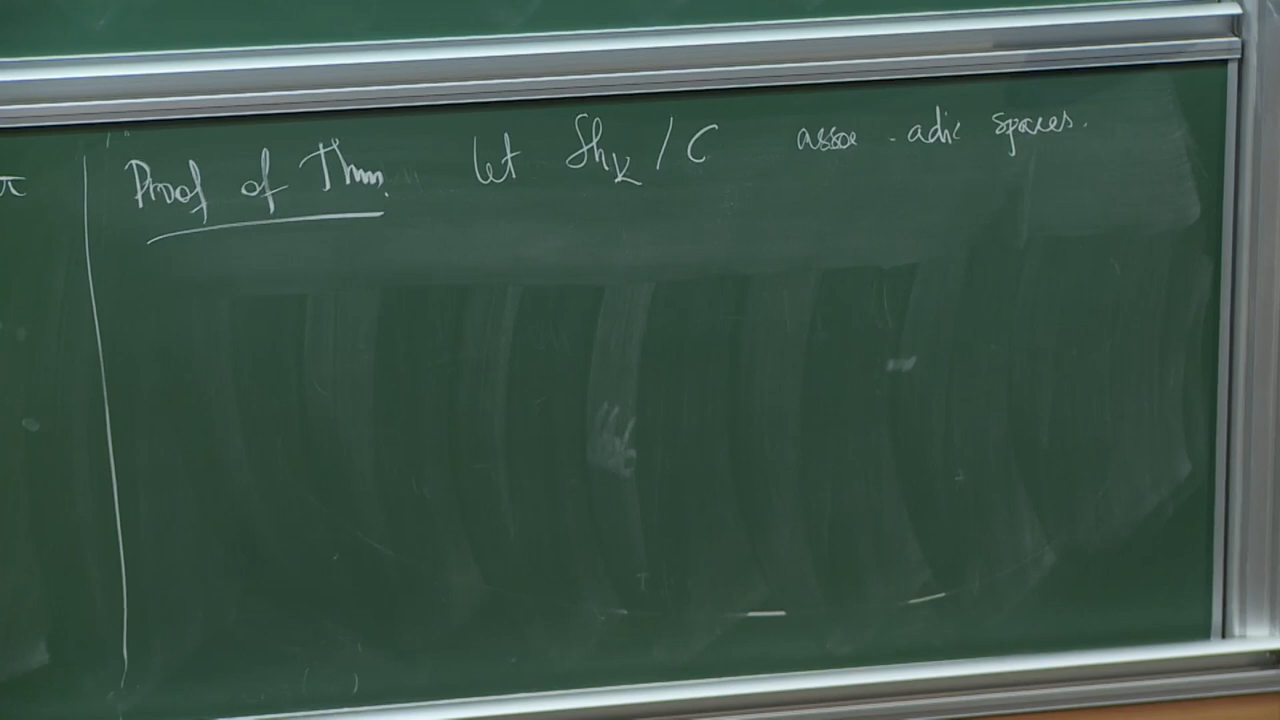 π
Proof of Thm. Let Sh_K / C assoc. adic spaces.